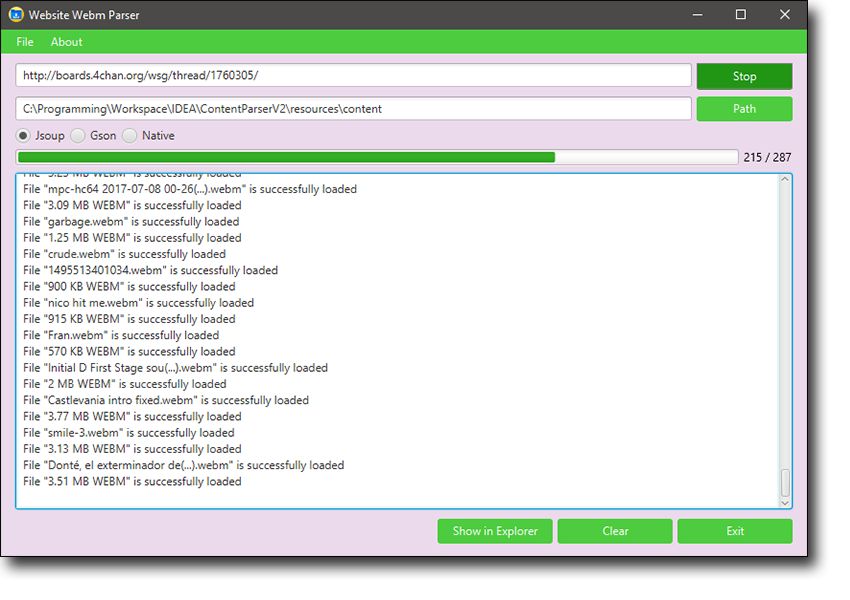 Website Webm Parser
File About
http://boards.4chan.org/wsg/thread/1760305/ Stop
C:\Programming\Workspace\IDEA\ContentParserV2\resources\content Path
Jsoup Gson Native
215 / 287
File "3.23 MB WEBM" is successfully loaded
File "mpc-hc64 2017-07-08 00-26(...).webm" is successfully loaded
File "3.09 MB WEBM" is successfully loaded
File "garbage.webm" is successfully loaded
File "1.25 MB WEBM" is successfully loaded
File "crude.webm" is successfully loaded
File "1495513401034.webm" is successfully loaded
File "900 KB WEBM" is successfully loaded
File "nico hit me.webm" is successfully loaded
File "915 KB WEBM" is successfully loaded
File "Fran.webm" is successfully loaded
File "570 KB WEBM" is successfully loaded
File "Initial D First Stage sou(...).webm" is successfully loaded
File "2 MB WEBM" is successfully loaded
File "Castlevania intro fixed.webm" is successfully loaded
File "3.77 MB WEBM" is successfully loaded
File "smile-3.webm" is successfully loaded
File "3.13 MB WEBM" is successfully loaded
File "Donté, el exterminador de(...).webm" is successfully loaded
File "3.51 MB WEBM" is successfully loaded
Show in Explorer Clear Exit